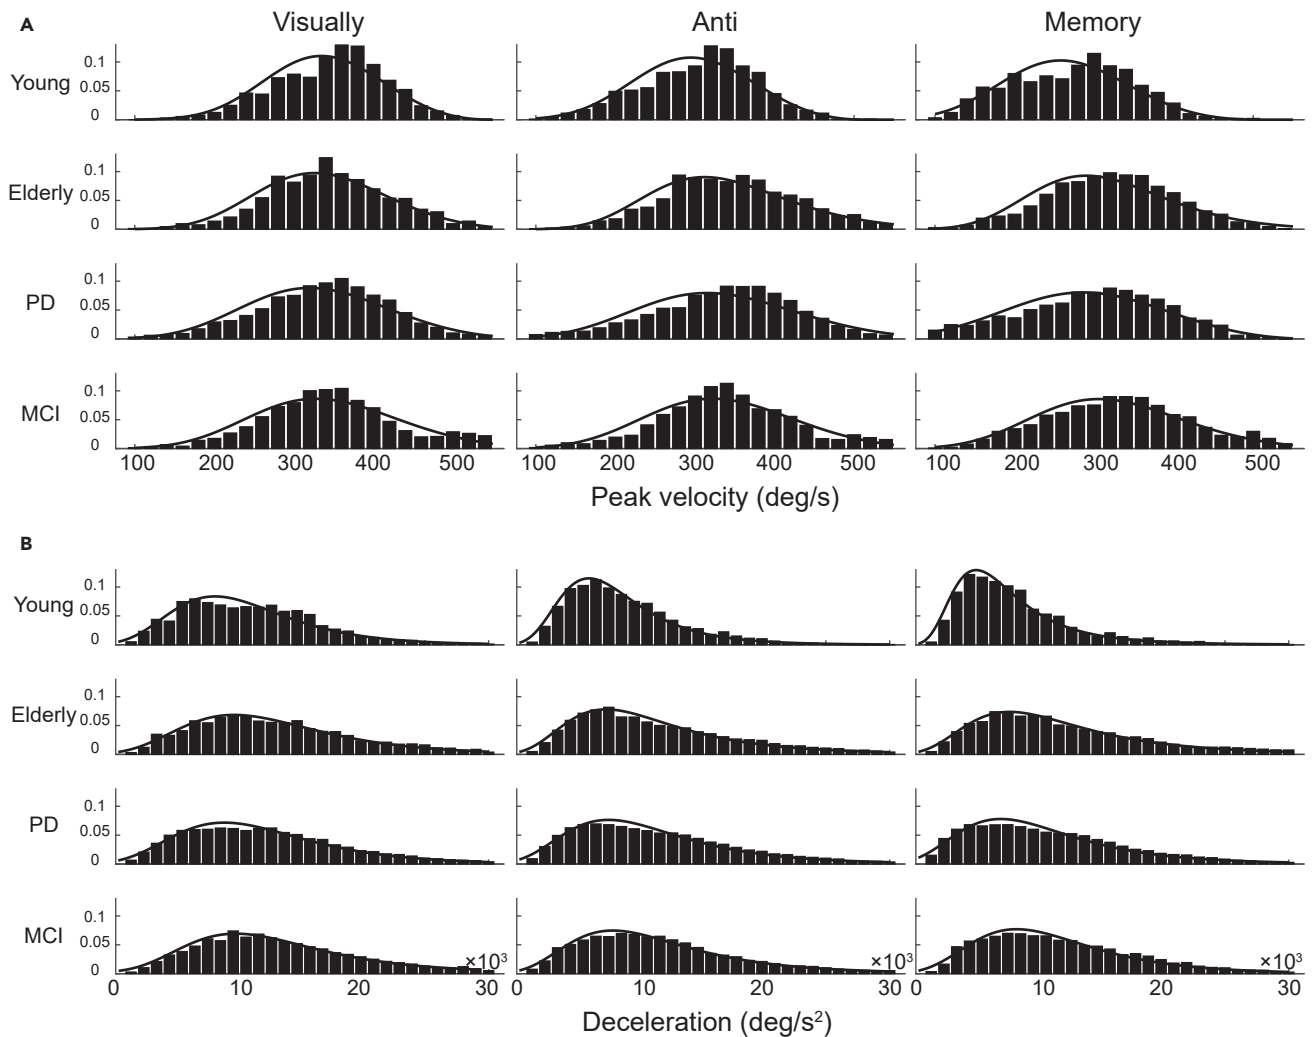 A
Visually Anti Memory
Young 0.1 0.05 0
Elderly 0.1 0.05 0
PD 0.1 0.05 0
MCI 0.1 0.05 0
100 200 300 400 500 100 200 300 400 500 100 200 300 400 500
Peak velocity (deg/s)
B
Young 0.1 0.05 0
Elderly 0.1 0.05 0
PD 0.1 0.05 0
MCI 0.1 0.05 0
×10³ ×10³ ×10³
0 10 20 30 0 10 20 30 0 10 20 30
Deceleration (deg/s²)